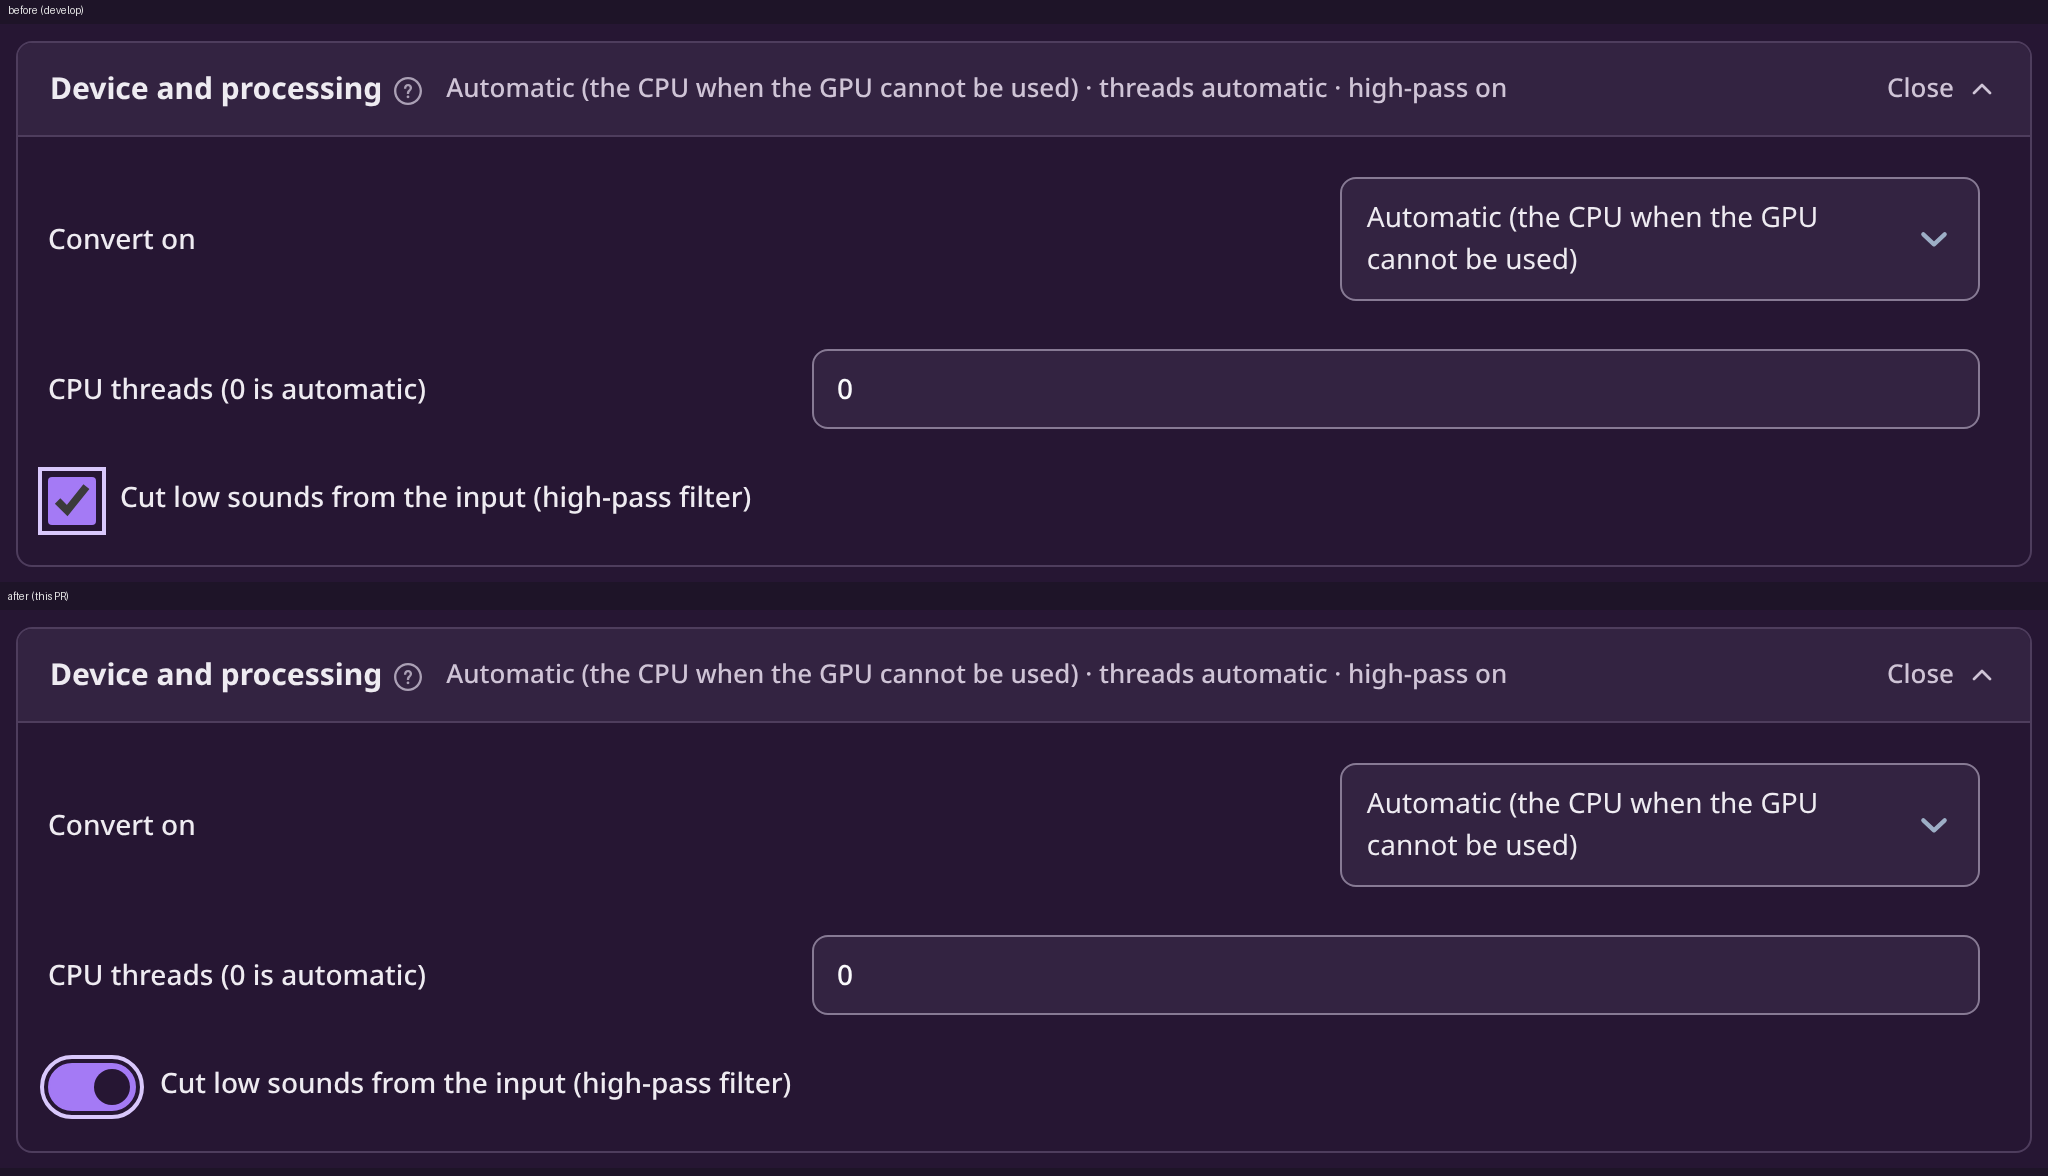 before (develop)
Device and processing ? Automatic (the CPU when the GPU cannot be used) · threads automatic · high-pass on Close
Convert on
Automatic (the CPU when the GPU
cannot be used)
CPU threads (0 is automatic) 0
Cut low sounds from the input (high-pass filter)
after (this PR)
Device and processing ? Automatic (the CPU when the GPU cannot be used) · threads automatic · high-pass on Close
Convert on
Automatic (the CPU when the GPU
cannot be used)
CPU threads (0 is automatic) 0
Cut low sounds from the input (high-pass filter)